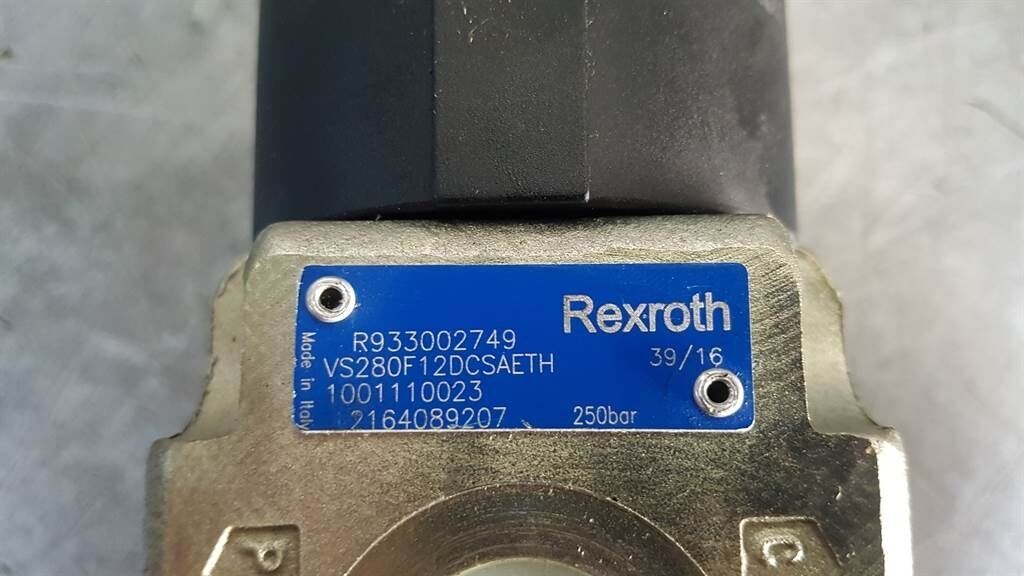 Rexroth
R933002749
VS280F12DCSAETH 39/16
1001110023
2164089207 250bar
Made in Italy
P C